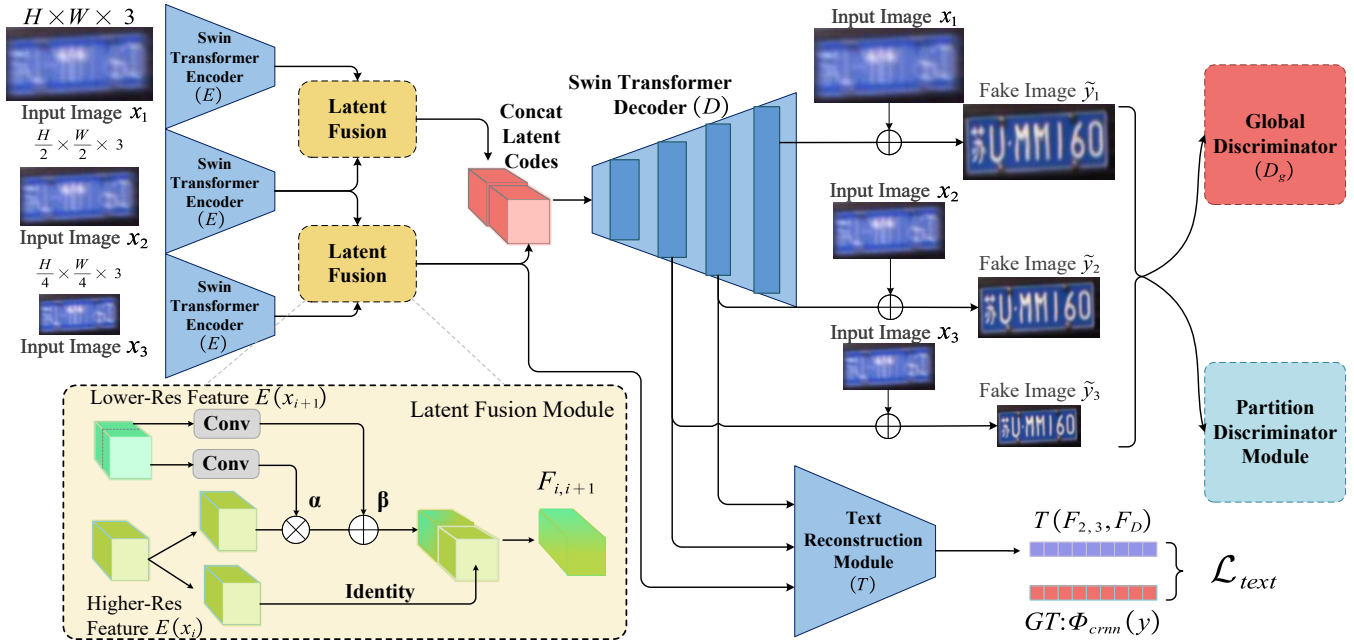 H × W × 3
Input Image x₁
H/2 × W/2 × 3
Input Image x₂
H/4 × W/4 × 3
Input Image x₃
Swin
Transformer
Encoder
(E)
Swin
Transformer
Encoder
(E)
Swin
Transformer
Encoder
(E)
Latent
Fusion
Latent
Fusion
Concat
Latent
Codes
Swin Transformer
Decoder (D)
Input Image x₁
Input Image x₂
Input Image x₃
Fake Image ỹ₁
苏U·MM160
Fake Image ỹ₂
苏U·MM160
Fake Image ỹ₃
苏U·MM160
Global
Discriminator
(D_g)
Partition
Discriminator
Module
Lower-Res Feature E(x_{i+1})
Latent Fusion Module
Conv
Conv
α
β
F_{i,i+1}
Identity
Higher-Res
Feature E(x_i)
Text
Reconstruction
Module
(T)
T(F_{2,3}, F_D)
GT:Φ_{crnn}(y)
ℒ_{text}